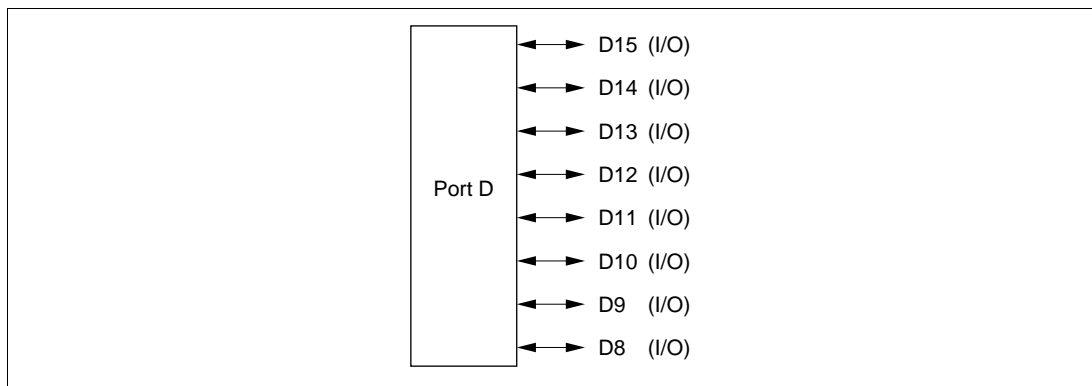 D15 (I/O)
D14 (I/O)
D13 (I/O)
D12 (I/O)
Port D
D11 (I/O)
D10 (I/O)
D9 (I/O)
D8 (I/O)